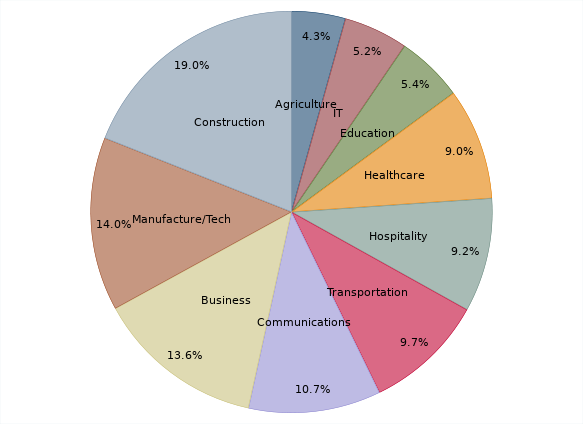 4.3%
Agriculture
5.2%
IT
5.4%
Education
9.0%
Healthcare
9.2%
Hospitality
9.7%
Transportation
10.7%
Communications
13.6%
Business
14.0%
Manufacture/Tech
19.0%
Construction